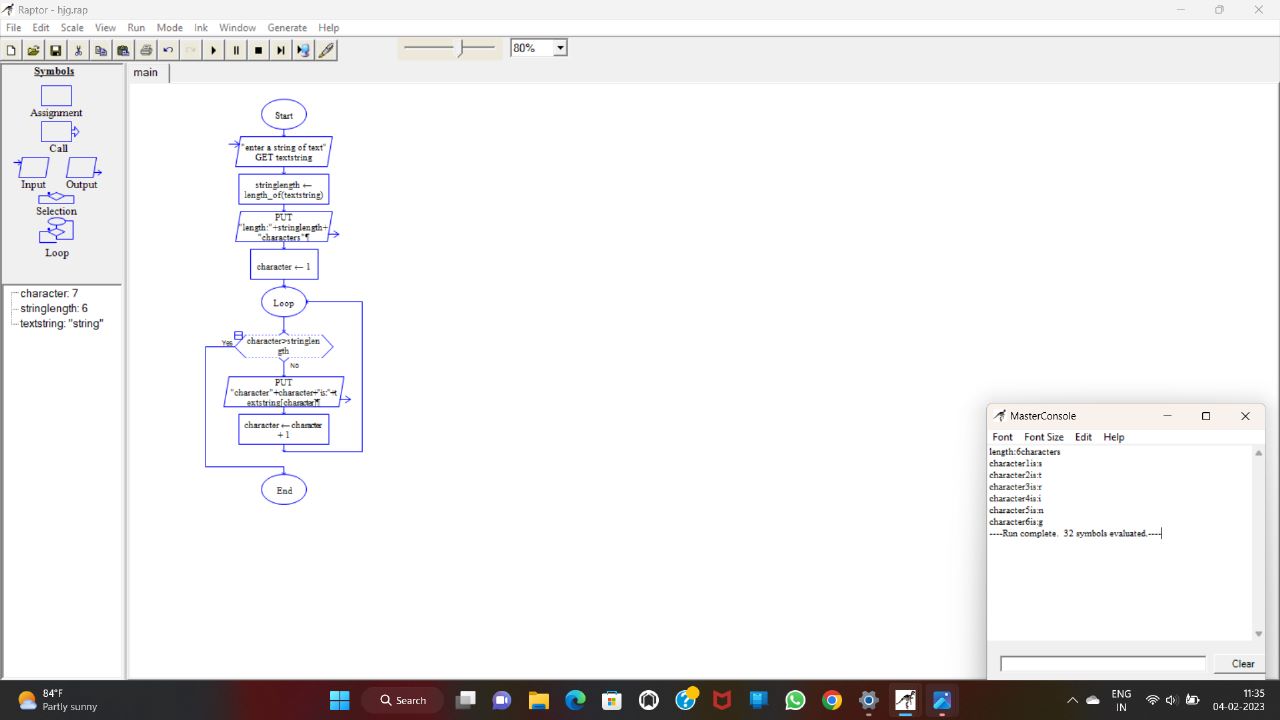 Raptor - hjg.rap
File Edit Scale View Run Mode Ink Window Generate Help
80%
Symbols
Assignment
Call
Input Output
Selection
Loop
character: 7
stringlength: 6
textstring: "string"
main
Start
"enter a string of text"
GET textstring
stringlength ←
length_of(textstring)
PUT
"length:"+stringlength+
"characters"¶
character ← 1
Loop
character>stringlen
gth
Yes
No
PUT
"character"+character+"is:"+t
extstring[character]¶
character ← character
+ 1
End
MasterConsole
Font Font Size Edit Help
length:6characters
character1is:s
character2is:t
character3is:r
character4is:i
character5is:n
character6is:g
----Run complete. 32 symbols evaluated.----
Clear
84°F
Partly sunny
Search
ENG
IN
11:35
04-02-2023